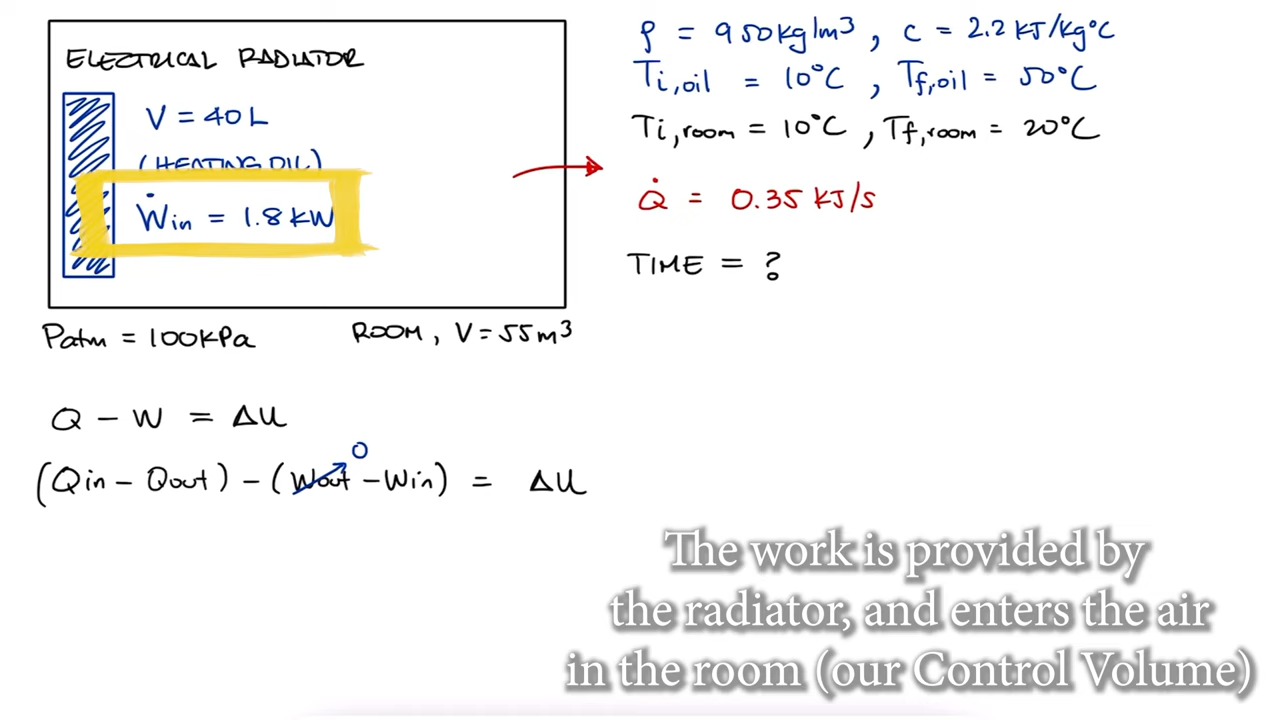 ELECTRICAL RADIATOR
V = 40 L
(HEATING OIL)
Ẇin = 1.8 KW
Patm = 100KPa
ROOM, V = 55 m³
ρ = 950 kg/m³, c = 2.2 KJ/kg°C
Ti,oil = 10°C, Tf,oil = 50°C
Ti,room = 10°C, Tf,room = 20°C
Q̇ = 0.35 KJ/s
TIME = ?
Q - W = ΔU
0
(Qin - Qout) - (Wout - Win) = ΔU
The work is provided by
the radiator, and enters the air
in the room (our Control Volume)